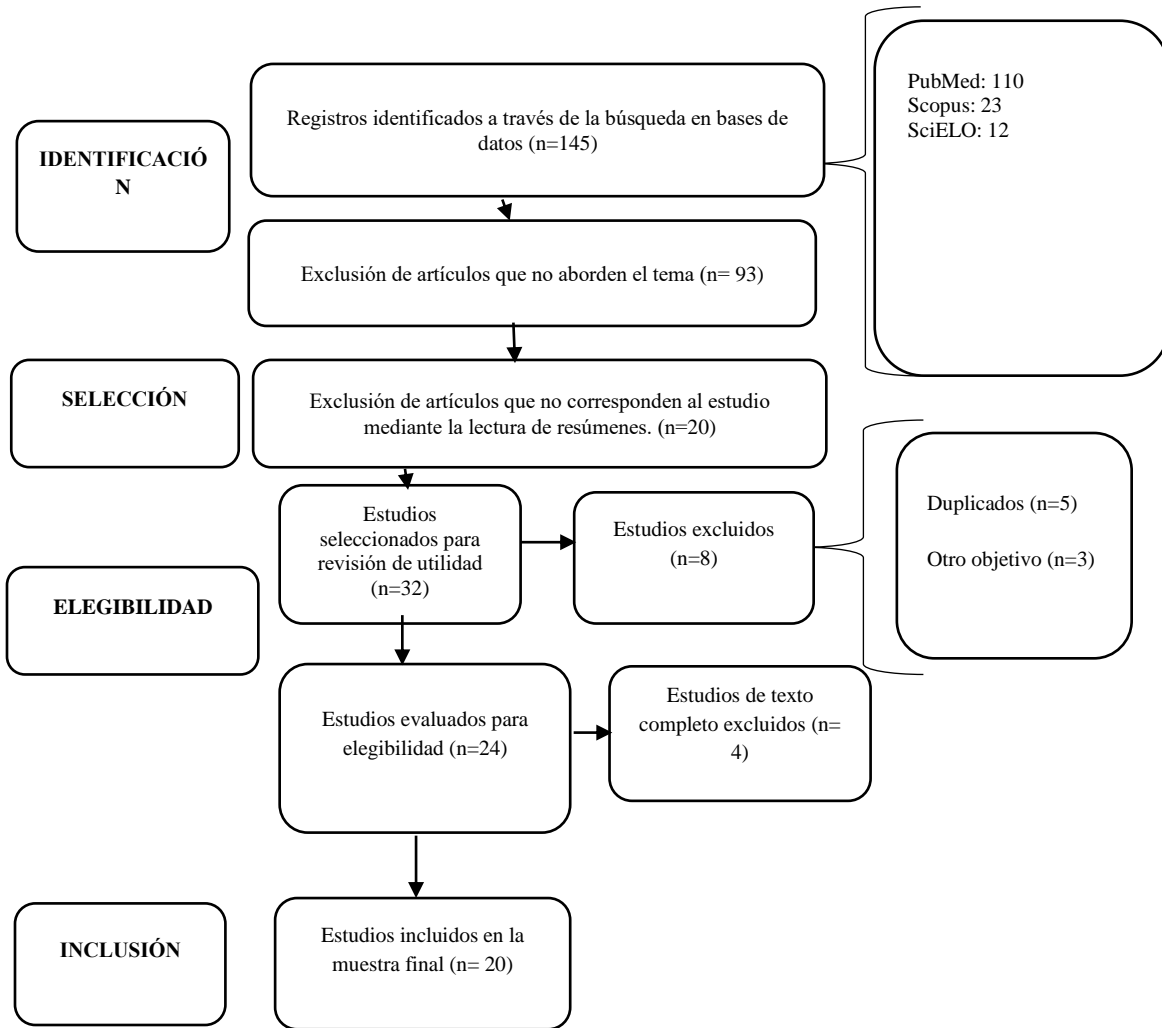 PubMed: 110
Scopus: 23
SciELO: 12
Registros identificados a través de la búsqueda en bases de
datos (n=145)
IDENTIFICACIÓ
N
Exclusión de artículos que no aborden el tema (n= 93)
SELECCIÓN
Exclusión de artículos que no corresponden al estudio
mediante la lectura de resúmenes. (n=20)
Estudios
seleccionados para
revisión de utilidad
(n=32)
Estudios excluidos
(n=8)
Duplicados (n=5)
Otro objetivo (n=3)
ELEGIBILIDAD
Estudios evaluados para
elegibilidad (n=24)
Estudios de texto
completo excluidos (n=
4)
INCLUSIÓN
Estudios incluidos en la
muestra final (n= 20)